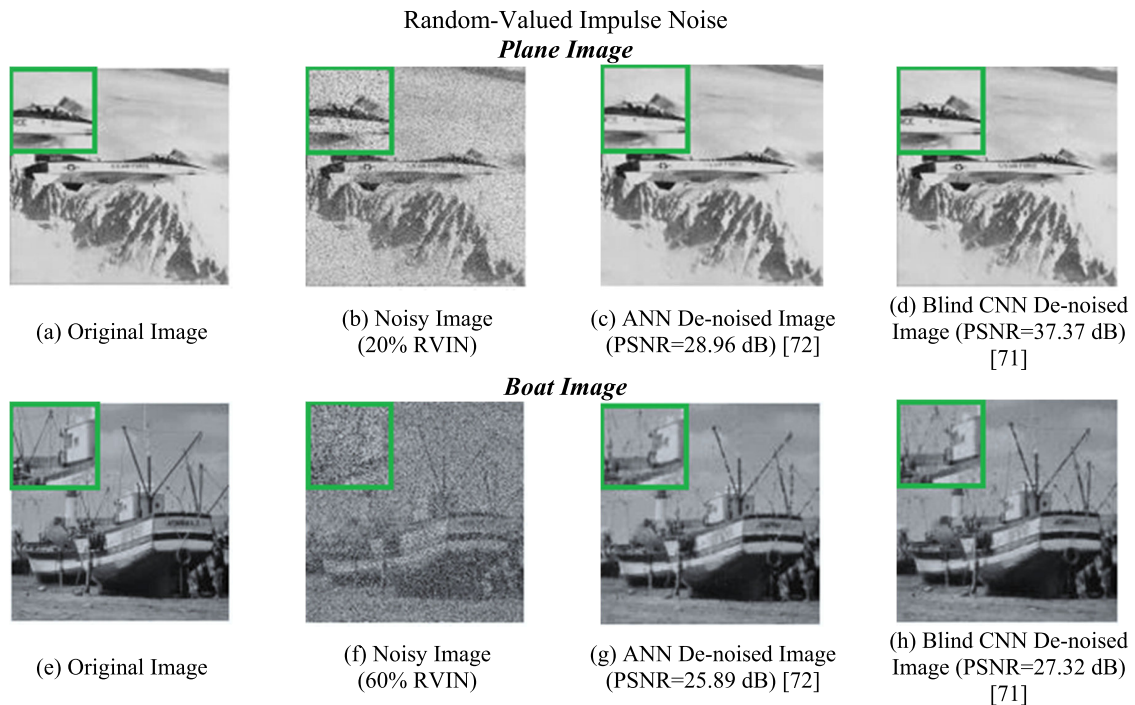 Random-Valued Impulse Noise
Plane Image
(a) Original Image
(b) Noisy Image
(20% RVIN)
(c) ANN De-noised Image
(PSNR=28.96 dB) [72]
(d) Blind CNN De-noised
Image (PSNR=37.37 dB)
[71]
Boat Image
(e) Original Image
(f) Noisy Image
(60% RVIN)
(g) ANN De-noised Image
(PSNR=25.89 dB) [72]
(h) Blind CNN De-noised
Image (PSNR=27.32 dB)
[71]